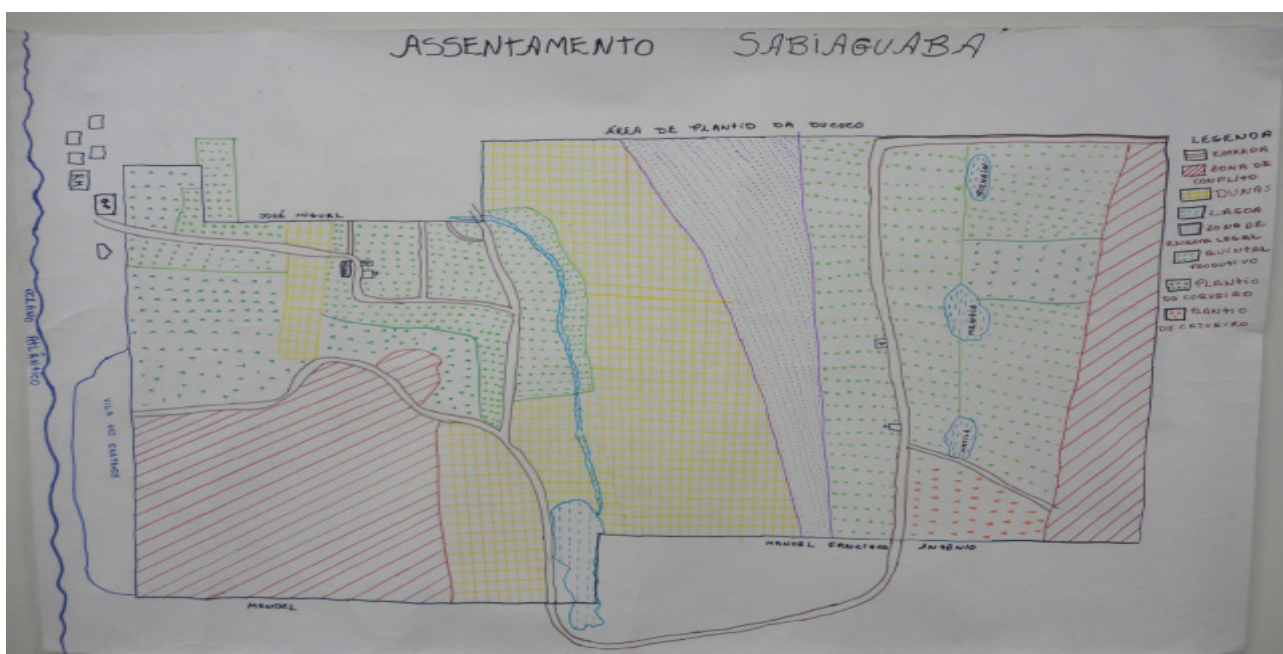 ASSENTAMENTO SABIAGUABA
ÁREA DE PLANTIO DA DUCOCO
LEGENDA
ESTRADA
ZONA DE
CONFLITO
DUNAS
LAGOA
ZONA DE
RESERVA LEGAL
QUINTAL
PRODUTIVO
PLANTIO
DE COQUEIRO
PLANTIO
DE CAJUEIRO
JOSÉ MIGUEL
OCEANO ATLÂNTICO
MANOEL FRANCISCO
ANTÔNIO
MANOEL